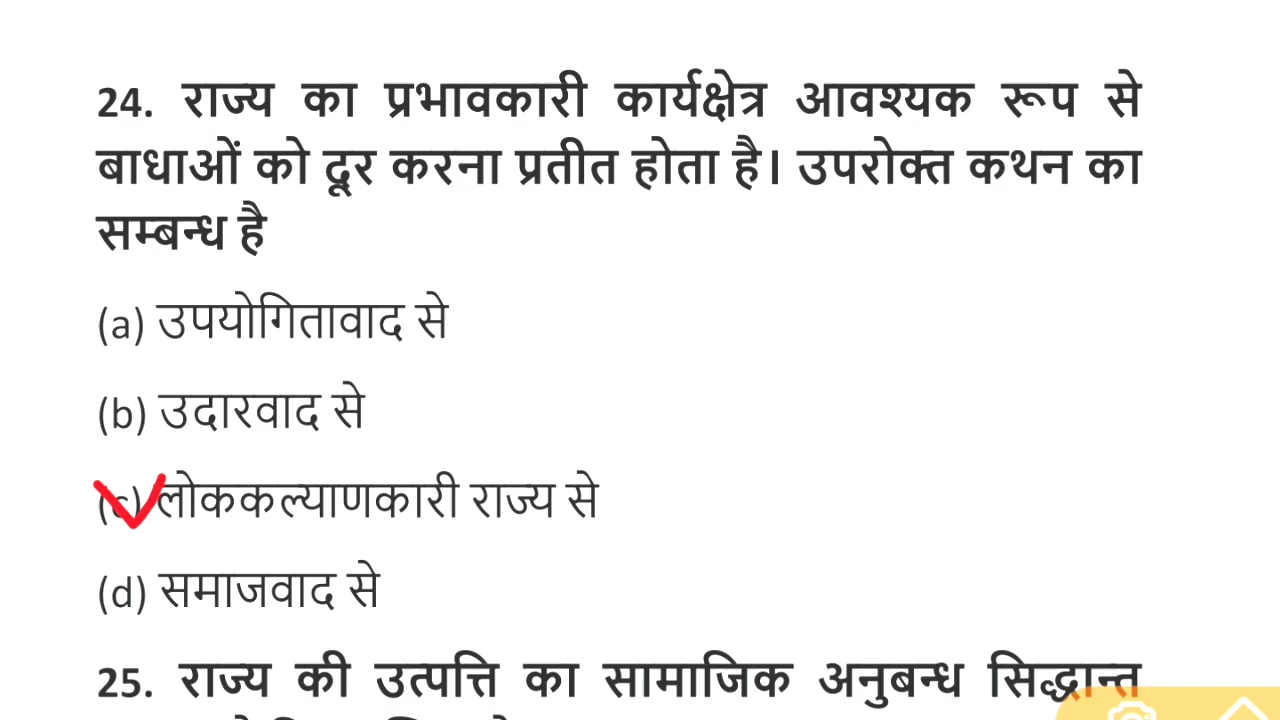 24. राज्य का प्रभावकारी कार्यक्षेत्र आवश्यक रूप से
बाधाओं को दूर करना प्रतीत होता है। उपरोक्त कथन का
सम्बन्ध है
(a) उपयोगितावाद से
(b) उदारवाद से
(c) लोककल्याणकारी राज्य से
(d) समाजवाद से
25. राज्य की उत्पत्ति का सामाजिक अनुबन्ध सिद्धान्त